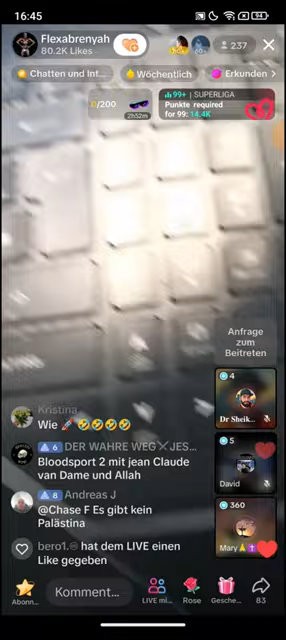 16:45
94
Flexabrenyah
80.2K Likes
237
Chatten und Int...
Wöchentlich
Erkunden >
0/200
2h52m
99+ | SUPERLIGA
Punkte required
for 99: 14.4K
Anfrage
zum
Beitreten
4
Dr Sheik...
5
David
360
Mary
Kristina
Wie 🚀 🤣🤣🤣🤣
6 DER WAHRE WEG⚔JES...
Bloodsport 2 mit jean Claude
van Dame und Allah
8 Andreas J
@Chase F Es gibt kein
Palästina
bero1.♾ hat dem LIVE einen
Like gegeben
Komment...
Abonn...
LIVE mi...
Rose
Gesche...
83